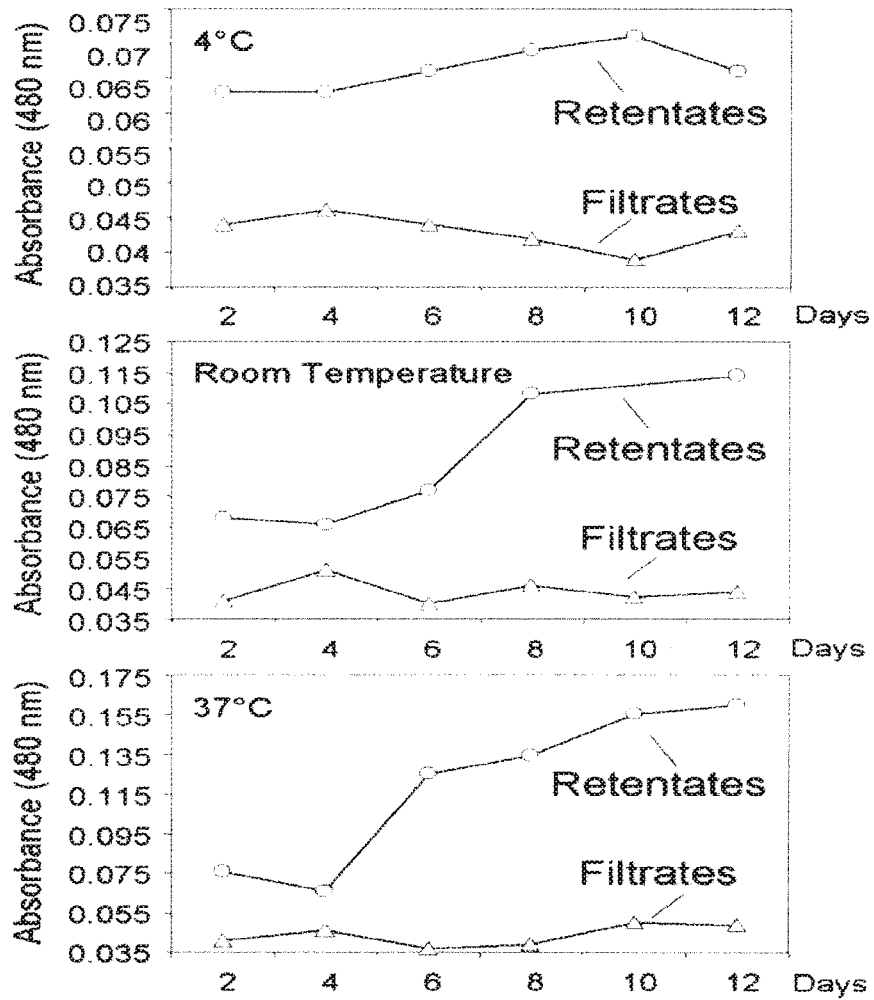 Absorbance (480 nm)
0.075
0.07
0.065
0.06
0.055
0.05
0.045
0.04
0.035
4°C
Retentates
Filtrates
2 4 6 8 10 12 Days
Absorbance (480 nm)
0.125
0.115
0.105
0.095
0.085
0.075
0.065
0.055
0.045
0.035
Room Temperature
Retentates
Filtrates
2 4 6 8 10 12 Days
Absorbance (480 nm)
0.175
0.155
0.135
0.115
0.095
0.075
0.055
0.035
37°C
Retentates
Filtrates
2 4 6 8 10 12 Days